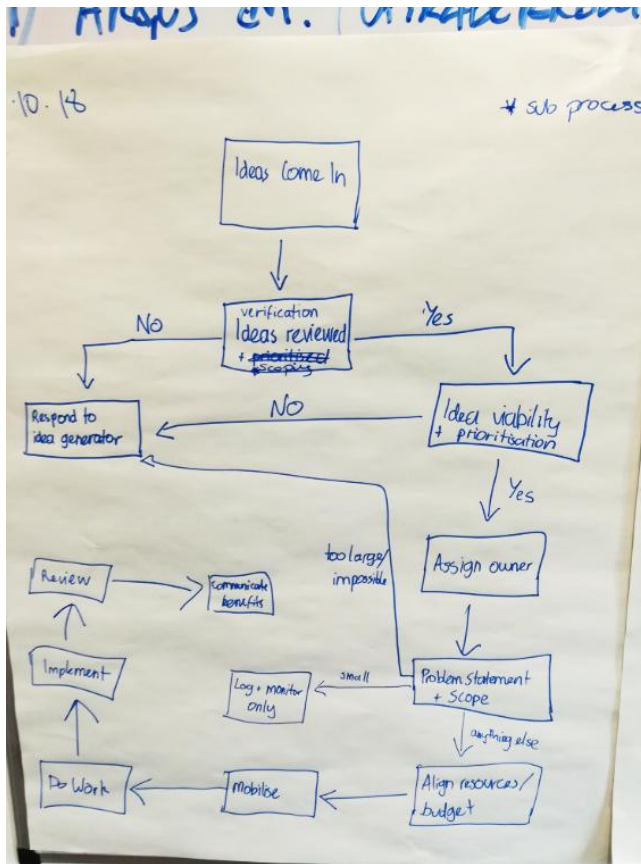 10.18
* sub process
Ideas Come In
verification
Ideas reviewed
+ prioritized
scoping
No
Yes
Respond to
idea generator
NO
Idea viability
+ prioritisation
Yes
too large/
impossible
Assign owner
Review
communicate
benefits
Implement
Log + monitor
only
small
Problem statement
+ Scope
anything else
Do Work
Mobilise
Align resources/
budget